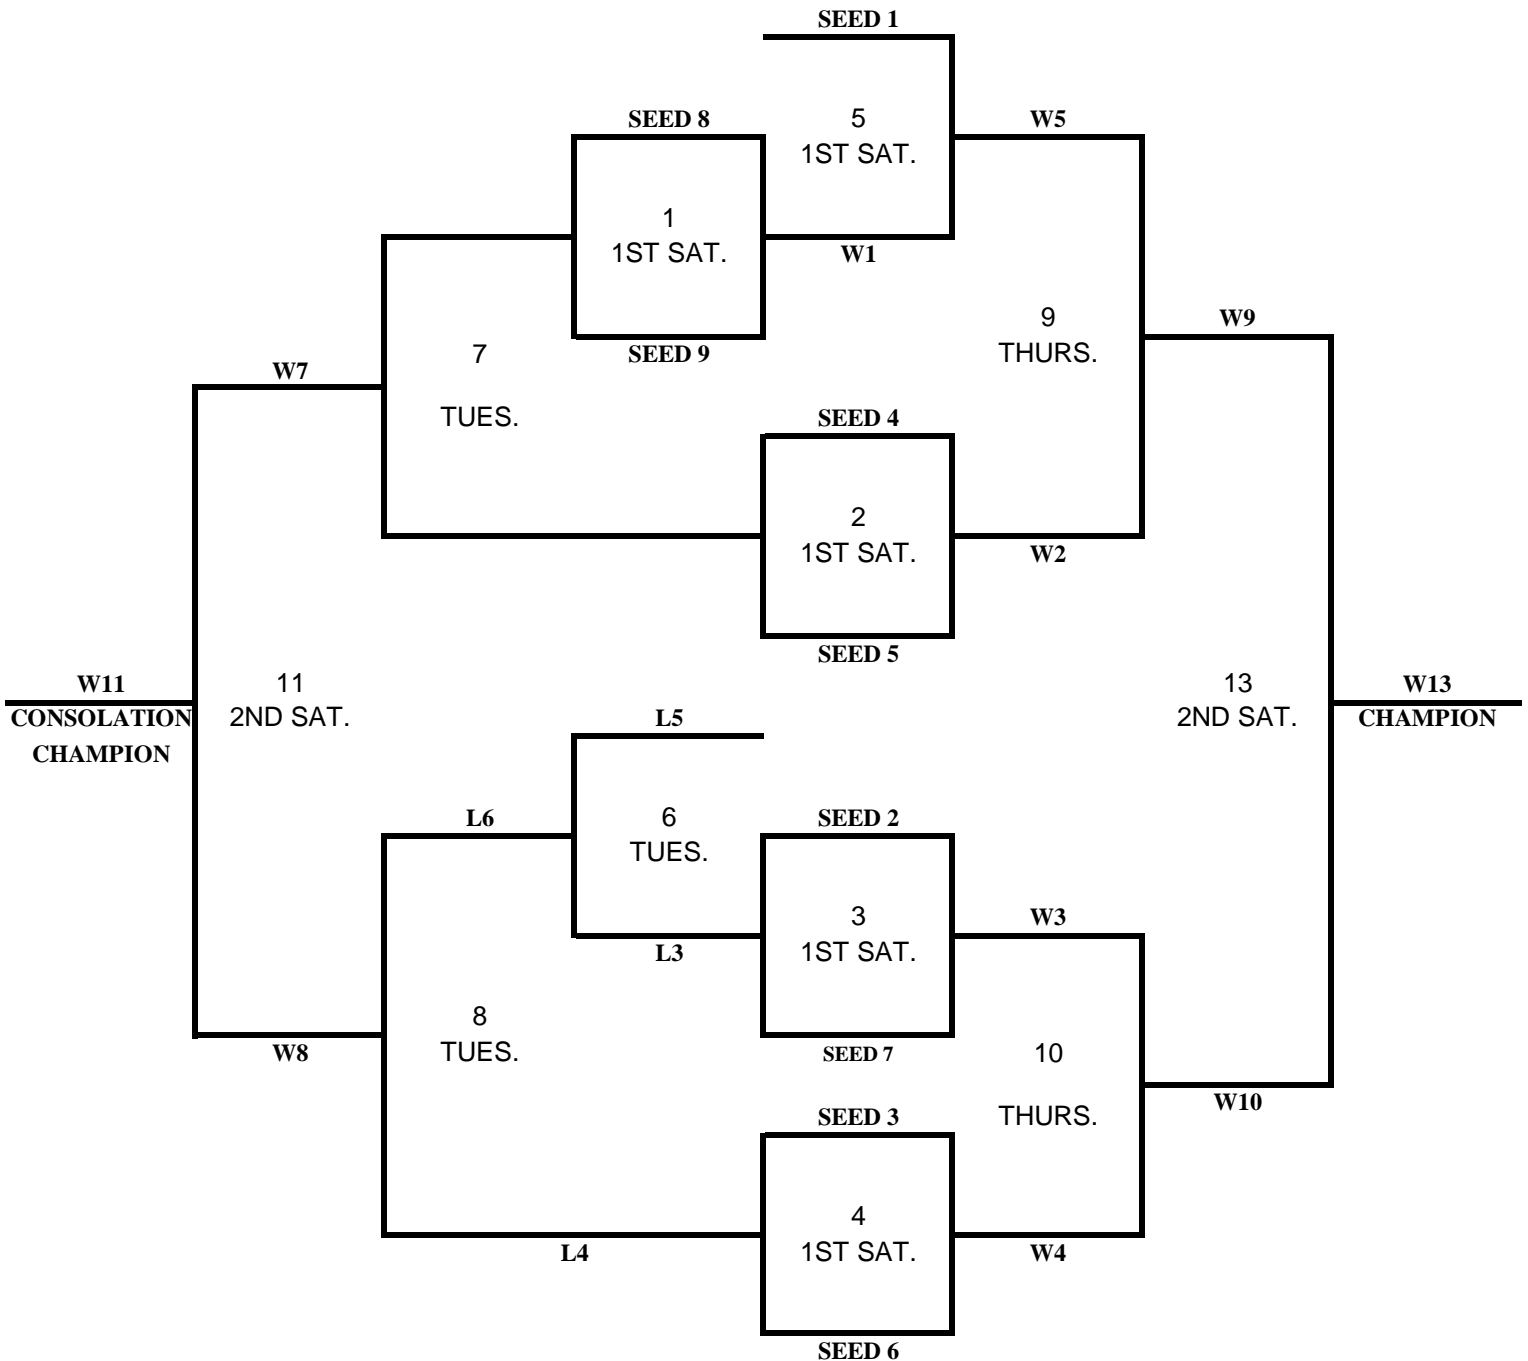 SEED 1
SEED 8
5
1ST SAT.
W5
1
1ST SAT.
W1
SEED 9
9
THURS.
W9
7
TUES.
W7
SEED 4
2
1ST SAT.
W2
SEED 5
W11
CONSOLATION
CHAMPION
11
2ND SAT.
L5
13
2ND SAT.
W13
CHAMPION
L6
6
TUES.
SEED 2
L3
3
1ST SAT.
W3
8
TUES.
W8
SEED 7
10
THURS.
W10
SEED 3
4
1ST SAT.
L4
W4
SEED 6